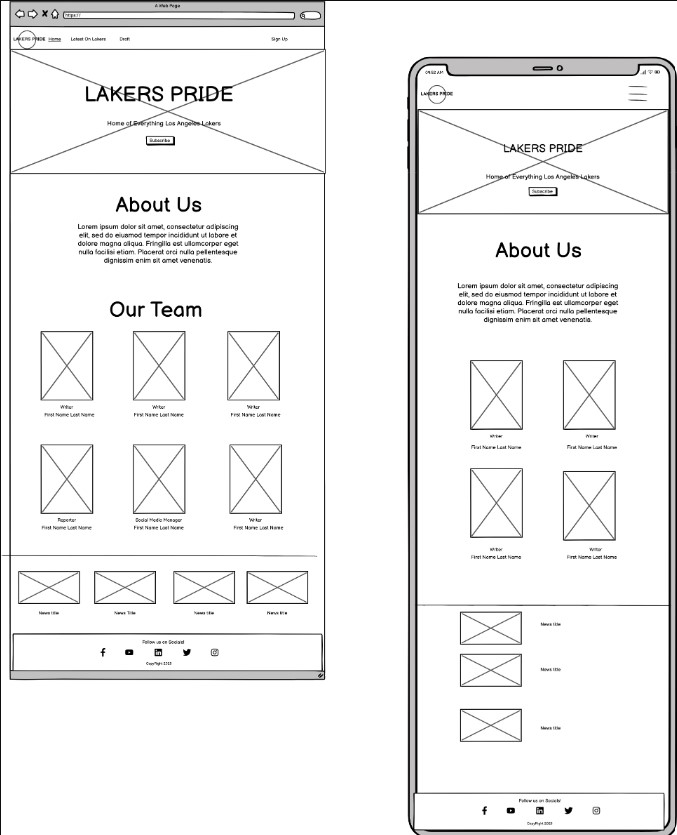 A Web Page
https://
LAKERS PRIDE Home Latest On Lakers Draft Sign Up
LAKERS PRIDE
Home of Everything Los Angeles Lakers
Subscribe
About Us
Lorem ipsum dolor sit amet, consectetur adipiscing
elit, sed do eiusmod tempor incididunt ut labore et
dolore magna aliqua. Fringilla est ullamcorper eget
nulla facilisi etiam. Placerat orci nulla pellentesque
dignissim enim sit amet venenatis.
Our Team
Writer Writer Writer
First Name Last Name First Name Last Name First Name Last Name
Reporter Social Media Manager Writer
First Name Last Name First Name Last Name First Name Last Name
News title News Title News title News title
Follow us on Socials!
CopyRight 2023
LAKERS PRIDE
LAKERS PRIDE
Home of Everything Los Angeles Lakers
Subscribe
About Us
Lorem ipsum dolor sit amet, consectetur adipiscing
elit, sed do eiusmod tempor incididunt ut labore et
dolore magna aliqua. Fringilla est ullamcorper eget
nulla facilisi etiam. Placerat orci nulla pellentesque
dignissim enim sit amet venenatis.
Writer Writer
First Name Last Name First Name Last Name
Writer Writer
First Name Last Name First Name Last Name
News title
News title
News title
Follow us on Socials!
CopyRight 2023